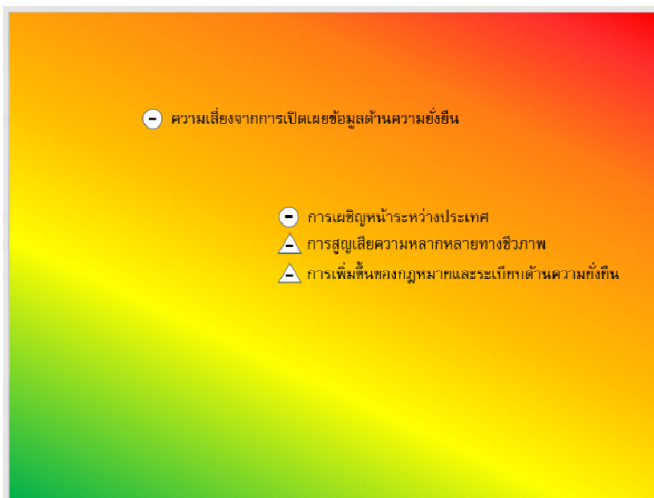 ความเสี่ยงจากการเปิดเผยข้อมูลด้านความยั่งยืน
การเผชิญหน้าระหว่างประเทศ
การสูญเสียความหลากหลายทางชีวภาพ
การเพิ่มขึ้นของกฎหมายและระเบียบด้านความยั่งยืน